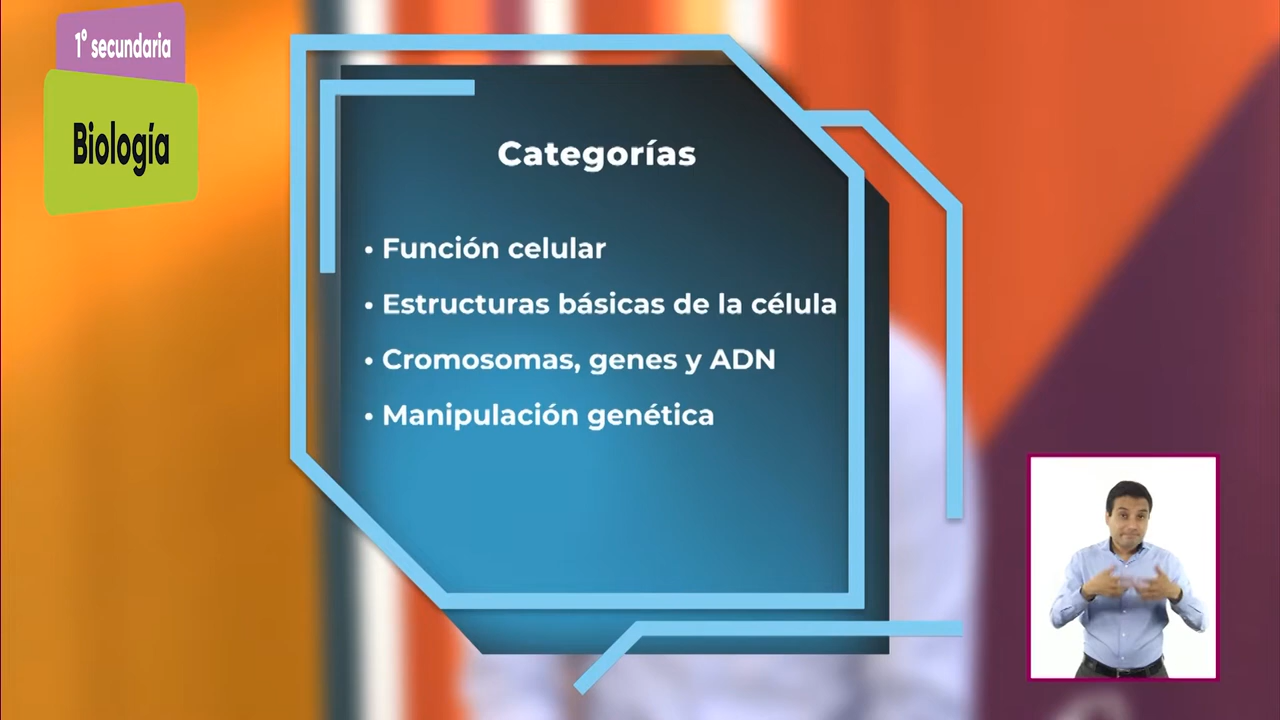 1° secundaria
Biología
Categorías
• Función celular
• Estructuras básicas de la célula
• Cromosomas, genes y ADN
• Manipulación genética